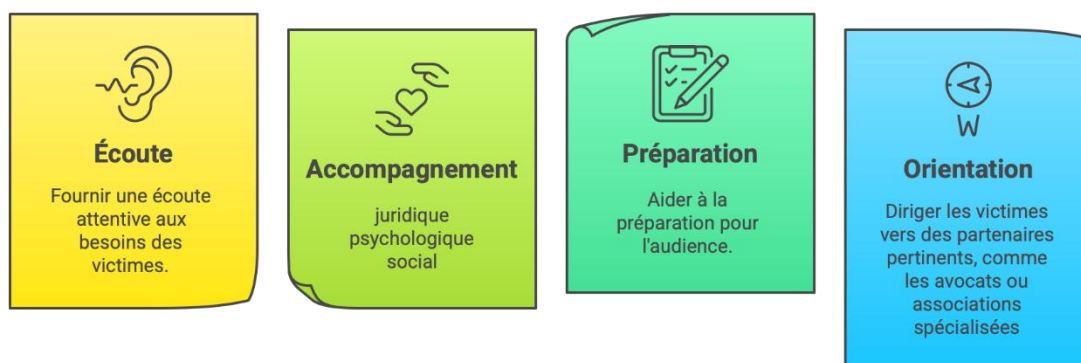 Écoute
Fournir une écoute
attentive aux
besoins des
victimes.
Accompagnement
juridique
psychologique
social
Préparation
Aider à la
préparation pour
l'audience.
W
Orientation
Diriger les victimes
vers des partenaires
pertinents, comme
les avocats ou
associations
spécialisées